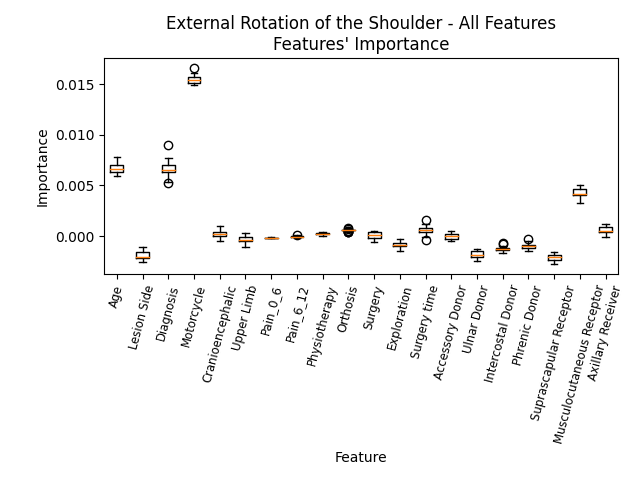 External Rotation of the Shoulder - All Features
Features' Importance
Importance
0.015
0.010
0.005
0.000
Age
Lesion Side
Diagnosis
Motorcycle
Cranioencephalic
Upper Limb
Pain_0_6
Pain_6_12
Physiotherapy
Orthosis
Surgery
Exploration
Surgery time
Accessory Donor
Ulnar Donor
Intercostal Donor
Phrenic Donor
Suprascapular Receptor
Musculocutaneous Receptor
Axillary Receiver
Feature